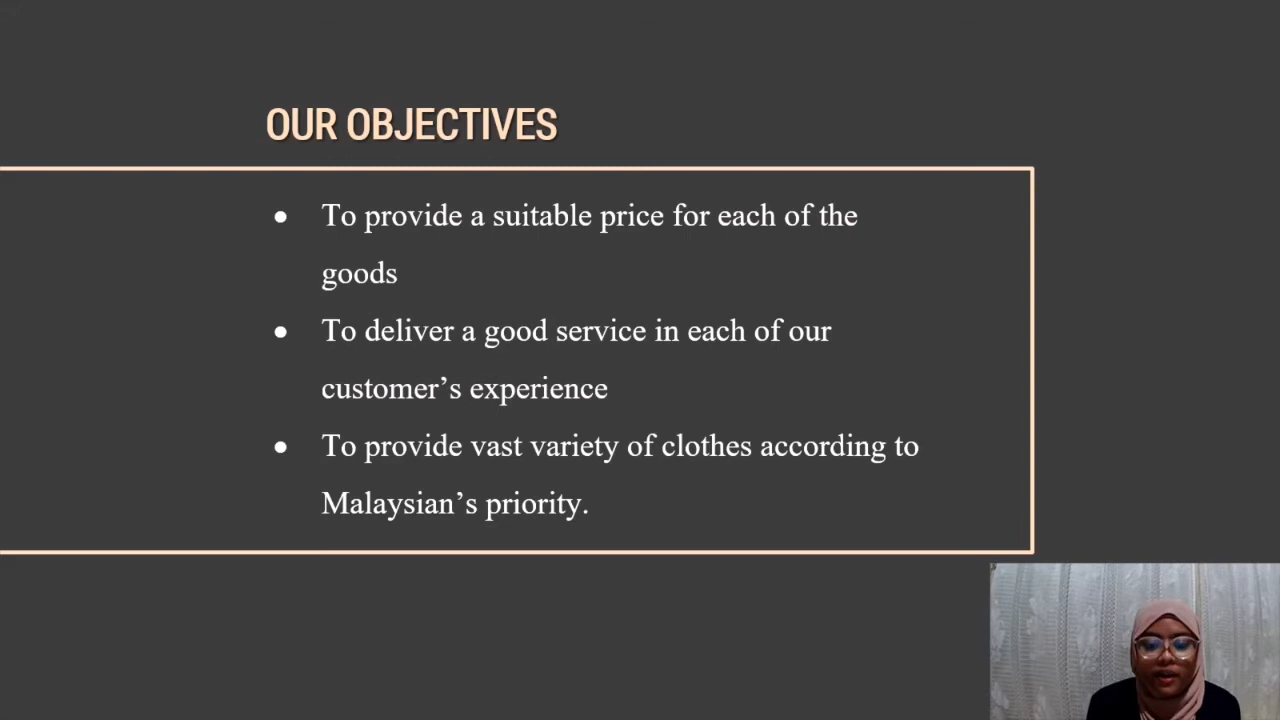 OUR OBJECTIVES
● To provide a suitable price for each of the
goods
● To deliver a good service in each of our
customer’s experience
● To provide vast variety of clothes according to
Malaysian’s priority.